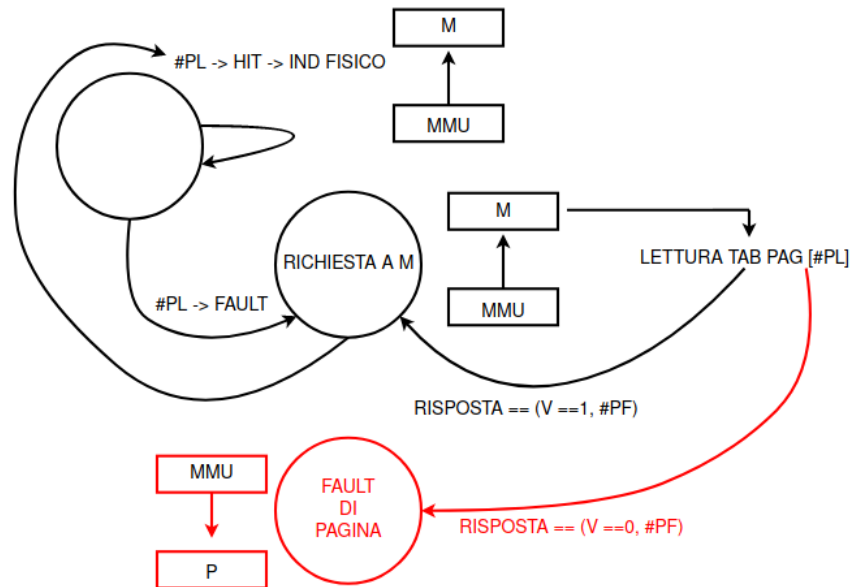 M
#PL -> HIT -> IND FISICO
MMU
M
RICHIESTA A M
LETTURA TAB PAG [#PL]
#PL -> FAULT
MMU
RISPOSTA == (V ==1, #PF)
MMU
FAULT
DI
PAGINA
RISPOSTA == (V ==0, #PF)
P